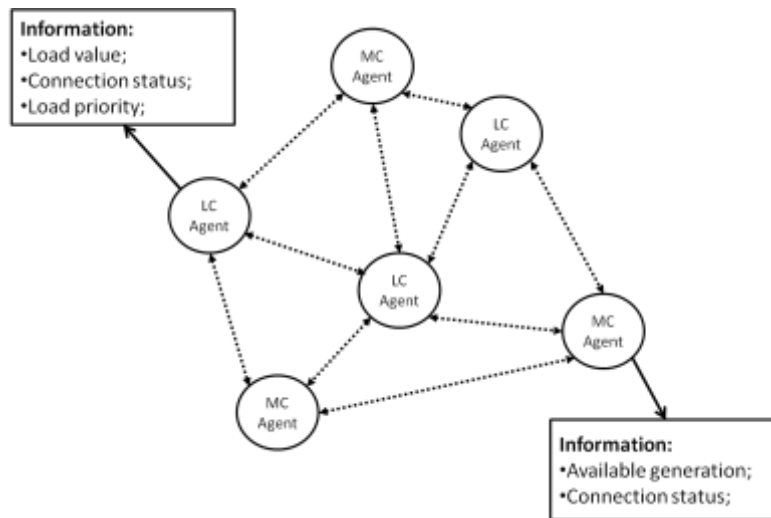 Information:
•Load value;
•Connection status;
•Load priority;
MC
Agent
LC
Agent
LC
Agent
LC
Agent
MC
Agent
MC
Agent
Information:
•Available generation;
•Connection status;